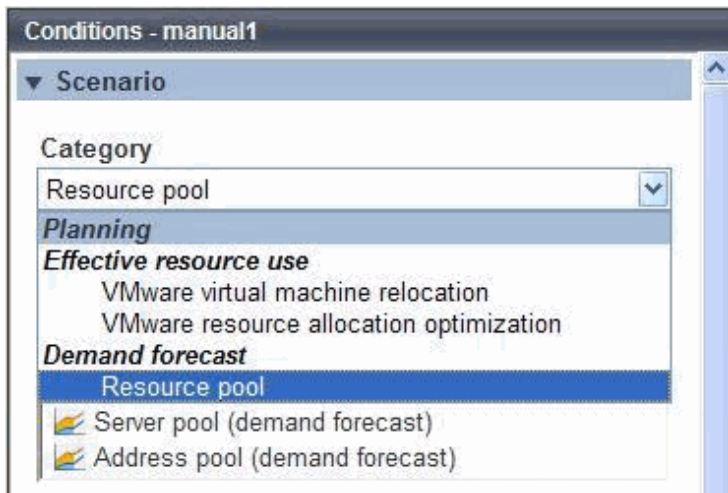 Conditions - manual1
Scenario
Category
Resource pool
Planning
Effective resource use
VMware virtual machine relocation
VMware resource allocation optimization
Demand forecast
Resource pool
Server pool (demand forecast)
Address pool (demand forecast)